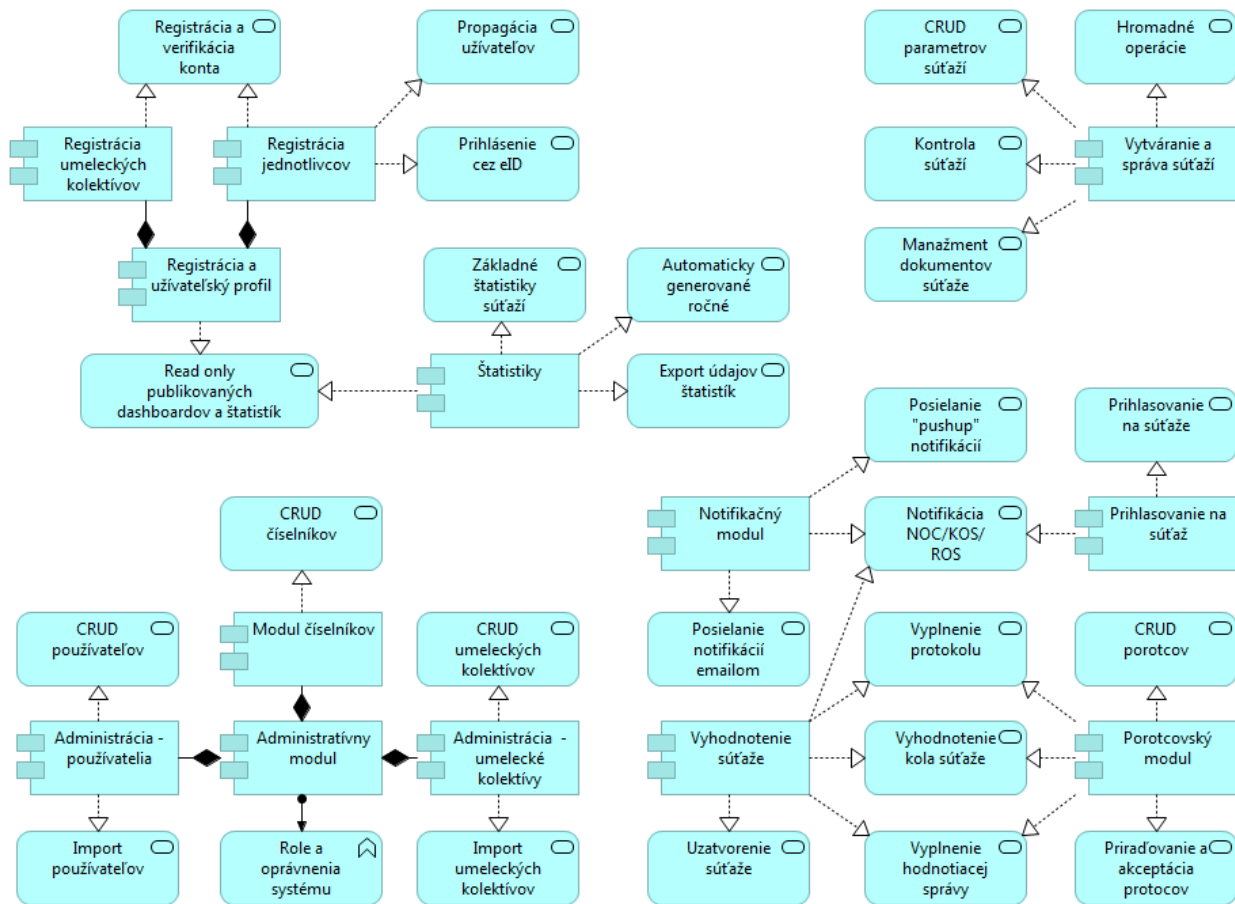 Registrácia a
verifikácia
konta
Propagácia
užívateľov
CRUD
parametrov
súťaží
Hromadné
operácie
Registrácia
umeleckých
kolektívov
Registrácia
jednotlivcov
Prihlásenie
cez eID
Kontrola
súťaží
Vytváranie a
správa súťaží
Registrácia a
užívateľský profil
Základné
štatistiky
súťaží
Automaticky
generované
ročné
Manažment
dokumentov
súťaže
Read only
publikovaných
dashboardov a štatistík
Štatistiky
Export údajov
štatistík
Posielanie
"pushup"
notifikácií
Prihlasovanie
na súťaže
CRUD
číselníkov
Notifikačný
modul
Notifikácia
NOC/KOS/
ROS
Prihlasovanie na
súťaž
CRUD
používateľov
Modul číselníkov
CRUD
umeleckých
kolektívov
Posielanie
notifikácií
emailom
Vyplnenie
protokolu
CRUD
porotcov
Administrácia -
používatelia
Administratívny
modul
Administrácia -
umelecké
kolektívy
Vyhodnotenie
súťaže
Vyhodnotenie
kola súťaže
Porotcovský
modul
Import
používateľov
Role a
oprávnenia
systému
Import
umeleckých
kolektívov
Uzatvorenie
súťaže
Vyplnenie
hodnotiacej
správy
Priraďovanie a
akceptácia
protocov